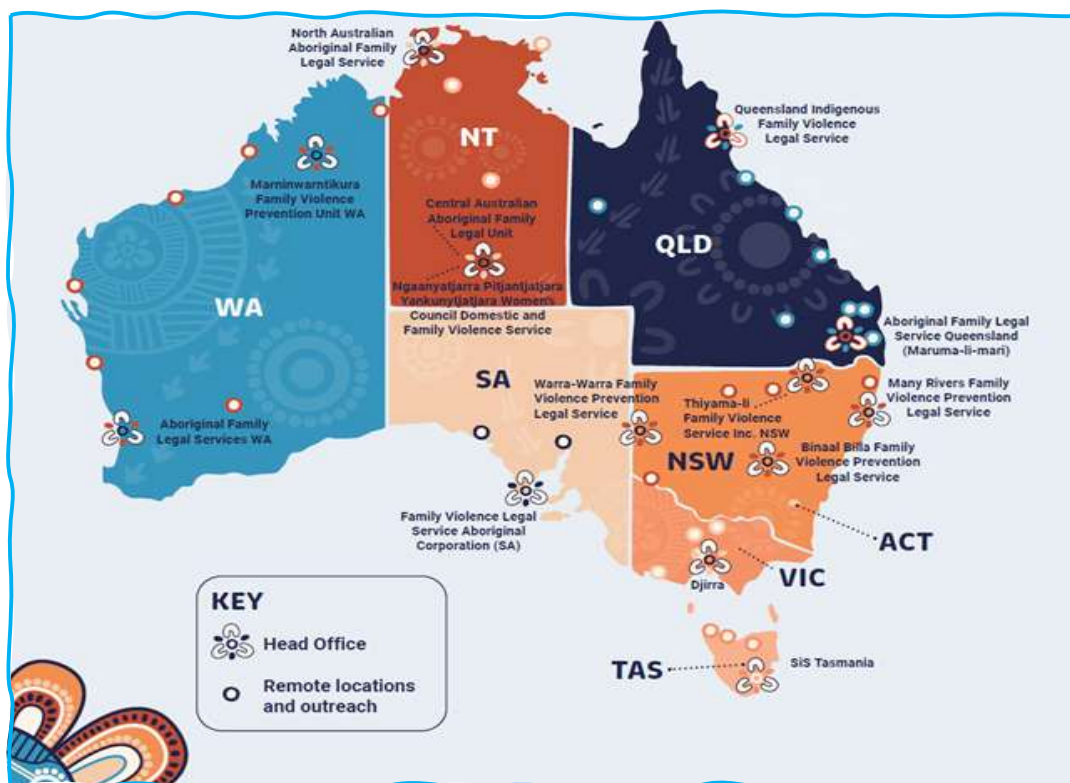 North Australian
Aboriginal Family
Legal Service
NT
Queensland Indigenous
Family Violence
Legal Service
Marninwarntikura
Family Violence
Prevention Unit WA
Central Australian
Aboriginal Family
Legal Unit
QLD
Ngaanyatjarra Pitjantjatjara
Yankunytjatjara Women's
Council Domestic and
Family Violence Service
WA
Aboriginal Family Legal
Service Queensland
(Maruma-li-mari)
SA
Warra-Warra Family
Violence Prevention
Legal Service
Thiyama-li
Family Violence
Service Inc. NSW
Many Rivers Family
Violence Prevention
Legal Service
Aboriginal Family
Legal Services WA
NSW
Binaal Billa Family
Violence Prevention
Legal Service
Family Violence Legal
Service Aboriginal
Corporation (SA)
ACT
VIC
Djirra
KEY
Head Office
Remote locations
and outreach
TAS
SiS Tasmania